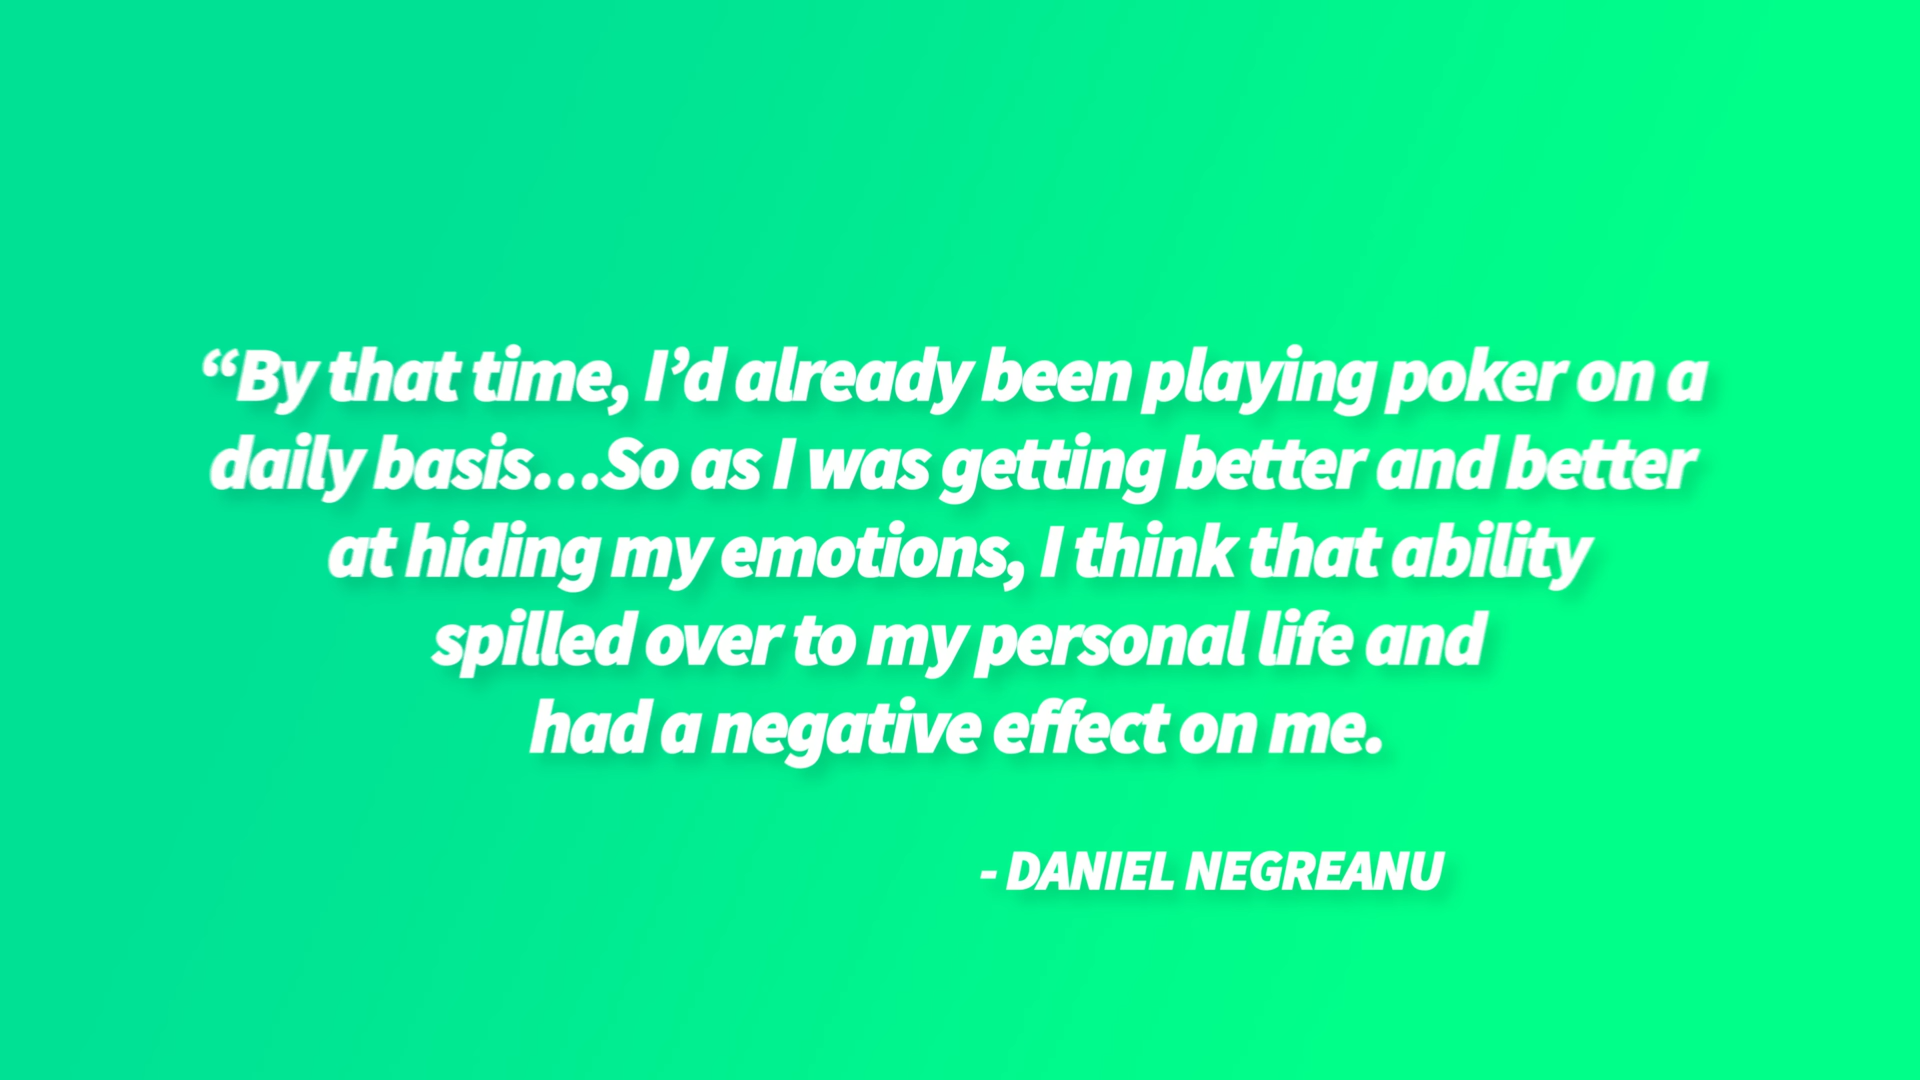 “By that time, I’d already been playing poker on a
daily basis…So as I was getting better and better
at hiding my emotions, I think that ability
spilled over to my personal life and
had a negative effect on me.
- DANIEL NEGREANU